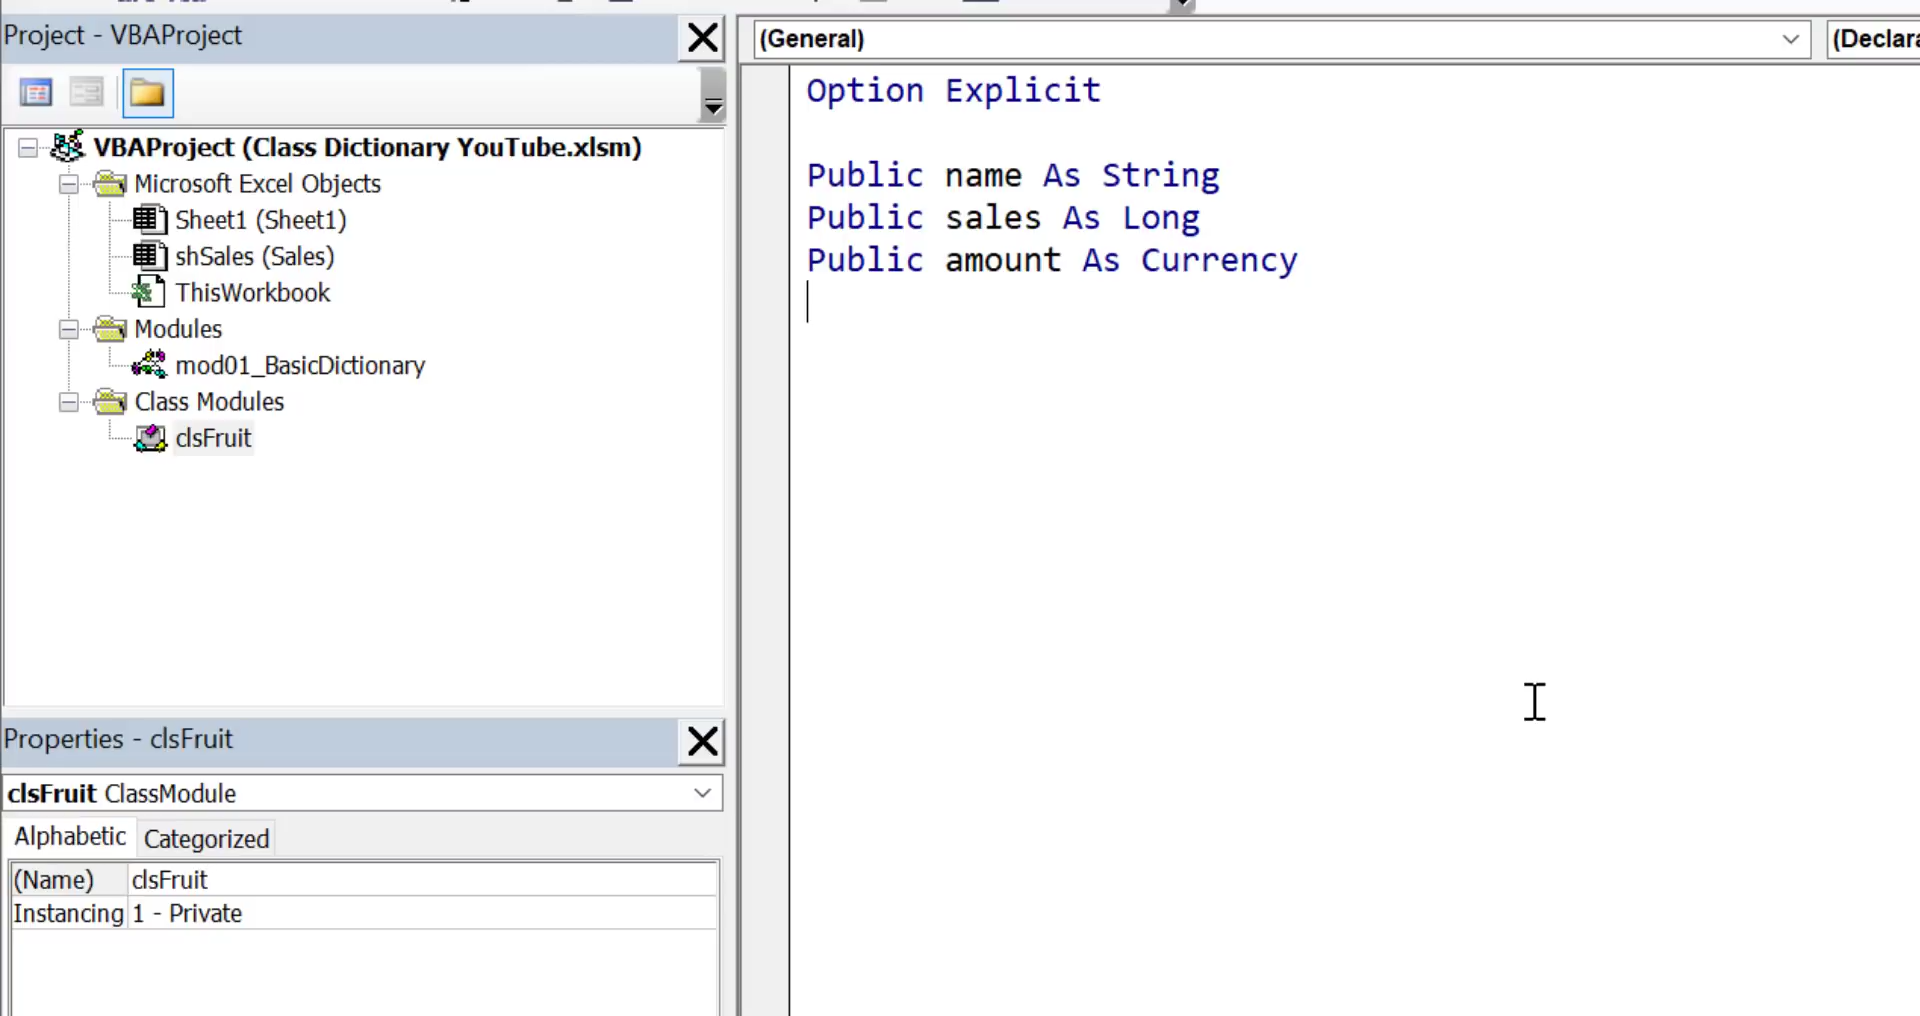 Project - VBAProject
VBAProject (Class Dictionary YouTube.xlsm)
Microsoft Excel Objects
Sheet1 (Sheet1)
shSales (Sales)
ThisWorkbook
Modules
mod01_BasicDictionary
Class Modules
clsFruit
Properties - clsFruit
clsFruit ClassModule
Alphabetic Categorized
(Name) clsFruit
Instancing 1 - Private
(General)
Option Explicit
Public name As String
Public sales As Long
Public amount As Currency